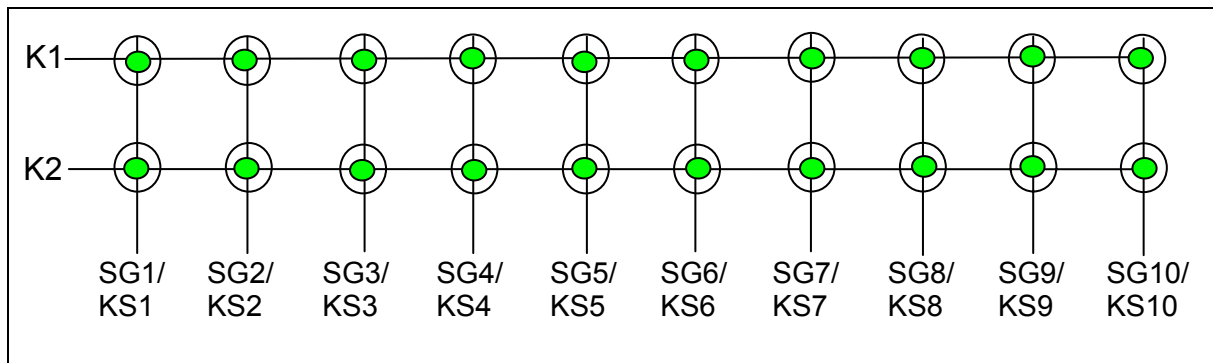 K1
K2
SG1/ SG2/ SG3/ SG4/ SG5/ SG6/ SG7/ SG8/ SG9/ SG10/
KS1 KS2 KS3 KS4 KS5 KS6 KS7 KS8 KS9 KS10